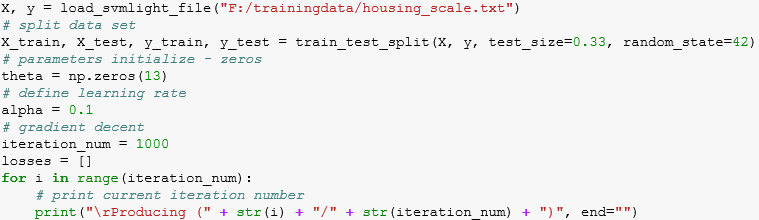 X, y = load_svmlight_file("F:/trainingdata/housing_scale.txt")
# split data set
X_train, X_test, y_train, y_test = train_test_split(X, y, test_size=0.33, random_state=42)
# parameters initialize - zeros
theta = np.zeros(13)
# define learning rate
alpha = 0.1
# gradient decent
iteration_num = 1000
losses = []
for i in range(iteration_num):
    # print current iteration number
    print("\rProducing (" + str(i) + "/" + str(iteration_num) + ")", end="")